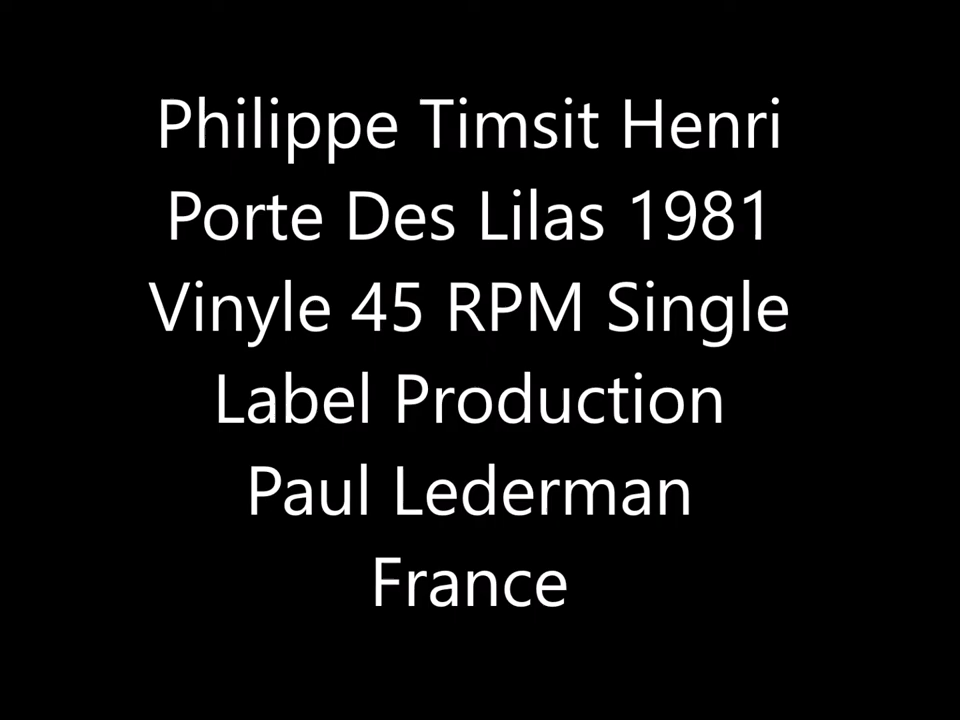 Philippe Timsit Henri
Porte Des Lilas 1981
Vinyle 45 RPM Single
Label Production
Paul Lederman
France